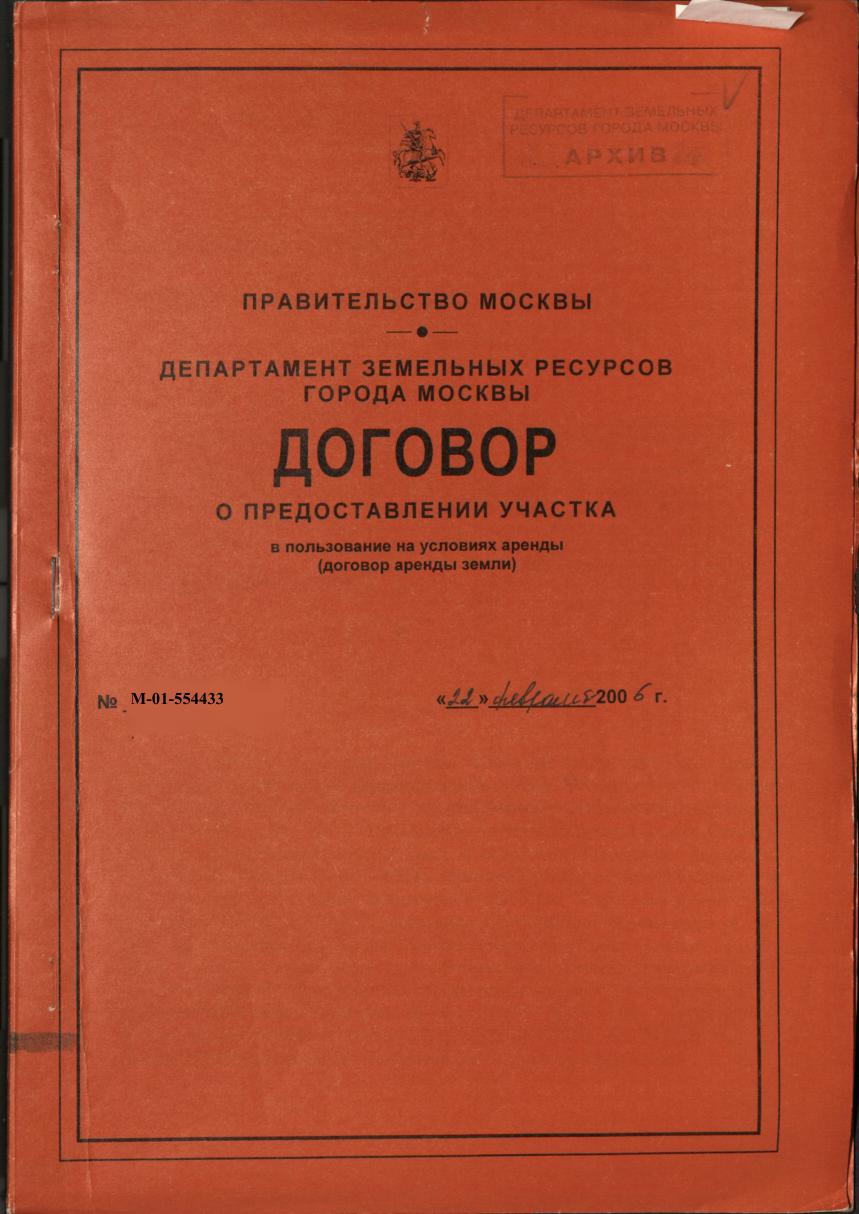 ДЕПАРТАМЕНТ ЗЕМЕЛЬНЫХ
РЕСУРСОВ ГОРОДА МОСКВЫ
АРХИВ
ПРАВИТЕЛЬСТВО МОСКВЫ
ДЕПАРТАМЕНТ ЗЕМЕЛЬНЫХ РЕСУРСОВ
ГОРОДА МОСКВЫ
ДОГОВОР
О ПРЕДОСТАВЛЕНИИ УЧАСТКА
в пользование на условиях аренды
(договор аренды земли)
№ М-01-554433 «22» февраля 2006 г.